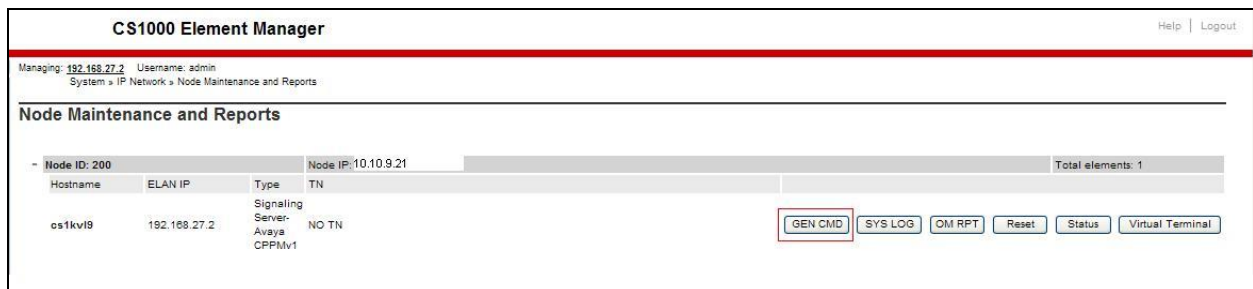 CS1000 Element Manager
Help | Logout
Managing: 192.168.27.2 Username: admin
System » IP Network » Node Maintenance and Reports
Node Maintenance and Reports
- Node ID: 200 Node IP: 10.10.9.21 Total elements: 1
Hostname ELAN IP Type TN
cs1kvl9 192.168.27.2 Signaling Server- Avaya CPPMv1 NO TN GEN CMD SYS LOG OM RPT Reset Status Virtual Terminal